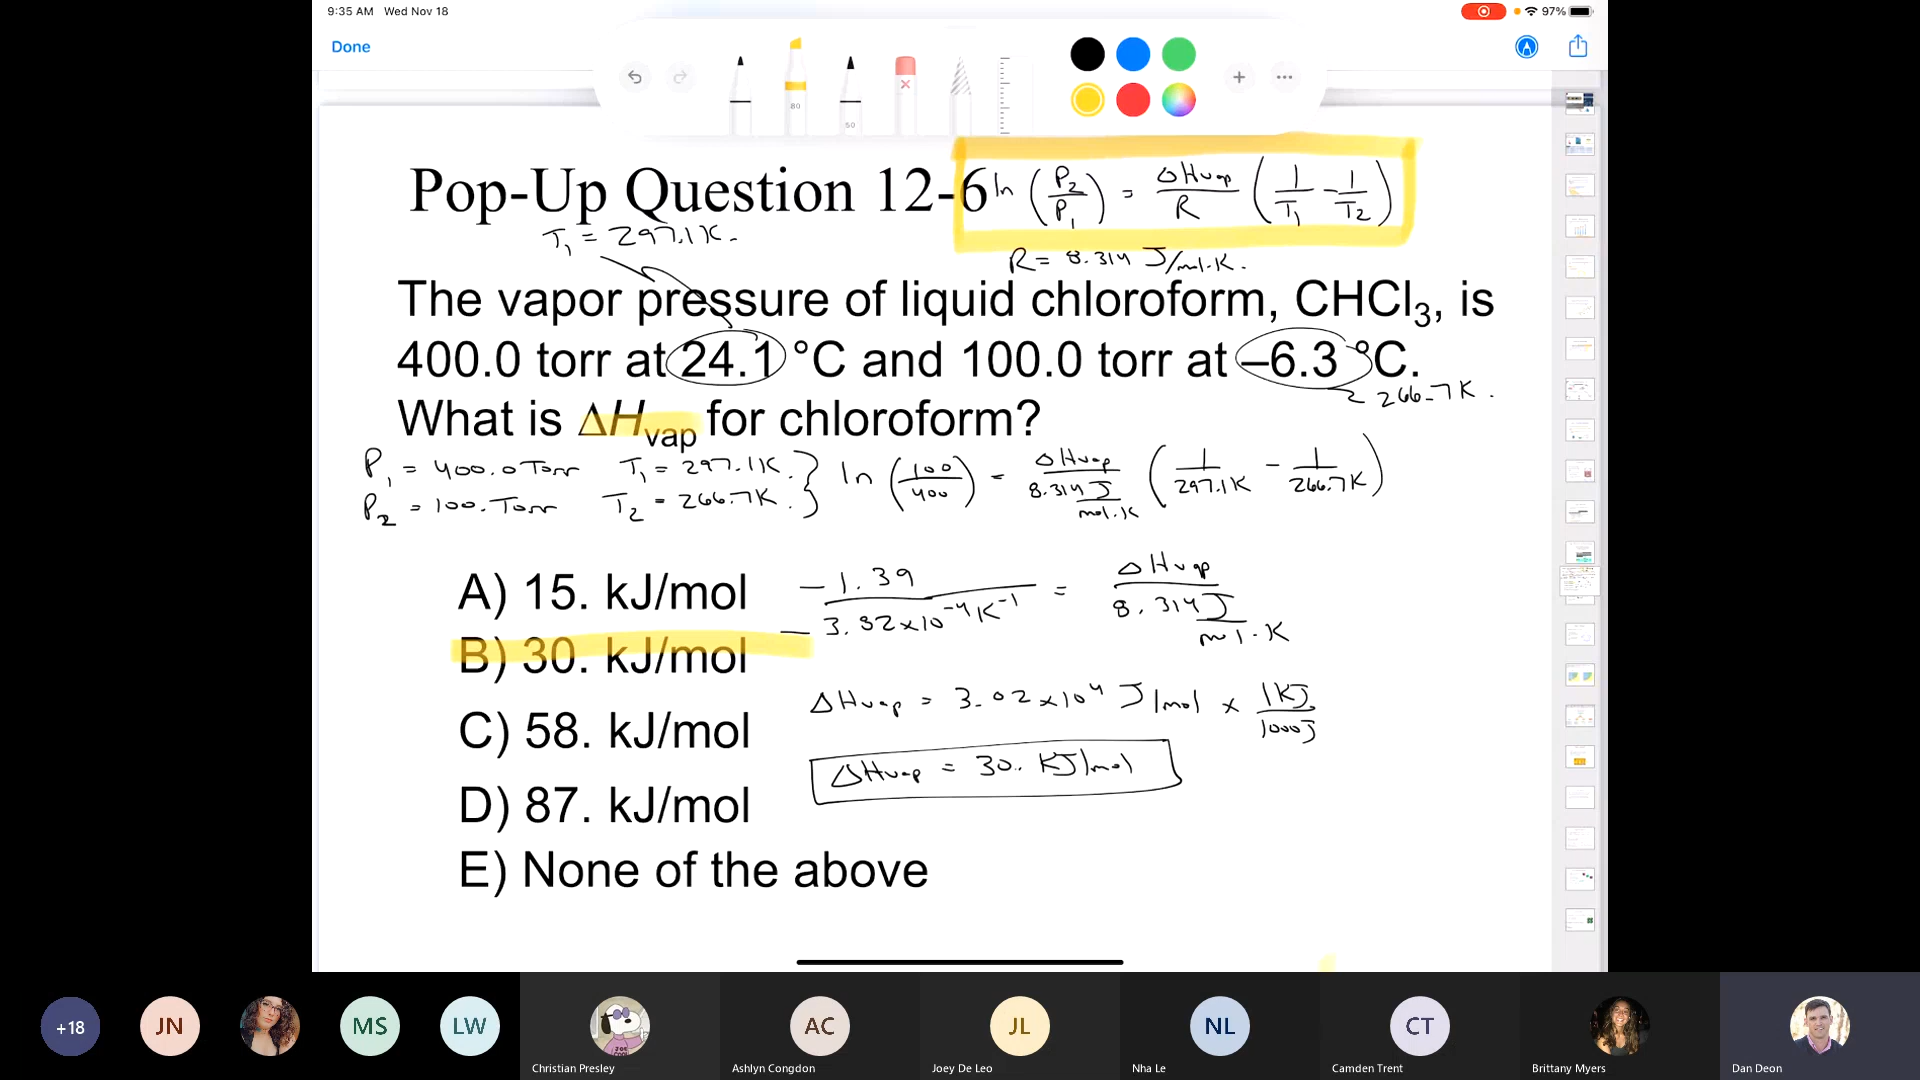 9:35 AM Wed Nov 18
97%
Done
80
50
Pop-Up Question 12-6
ln (P₂/P₁) = ΔHvap/R (1/T₁ - 1/T₂)
T₁ = 297.1K.
R = 8.314 J/mol·K.
The vapor pressure of liquid chloroform, CHCl₃, is
400.0 torr at 24.1 °C and 100.0 torr at –6.3 °C.
266.7K.
What is ΔHvap for chloroform?
P₁ = 400.0 Torr T₁ = 297.1K.
P₂ = 100. Torr T₂ = 266.7K.
ln (100/400) = ΔHvap/8.314 J/mol·K (1/297.1K - 1/266.7K)
A) 15. kJ/mol
-1.39/-3.82×10⁻⁴K⁻¹ = ΔHvap/8.314 J/mol·K
B) 30. kJ/mol
ΔHvap = 3.02×10⁴ J/mol × 1KJ/1000J
C) 58. kJ/mol
ΔHvap = 30. KJ/mol
D) 87. kJ/mol
E) None of the above
+18
JN
MS
LW
AC
JL
NL
CT
Christian Presley
Ashlyn Congdon
Joey De Leo
Nha Le
Camden Trent
Brittany Myers
Dan Deon